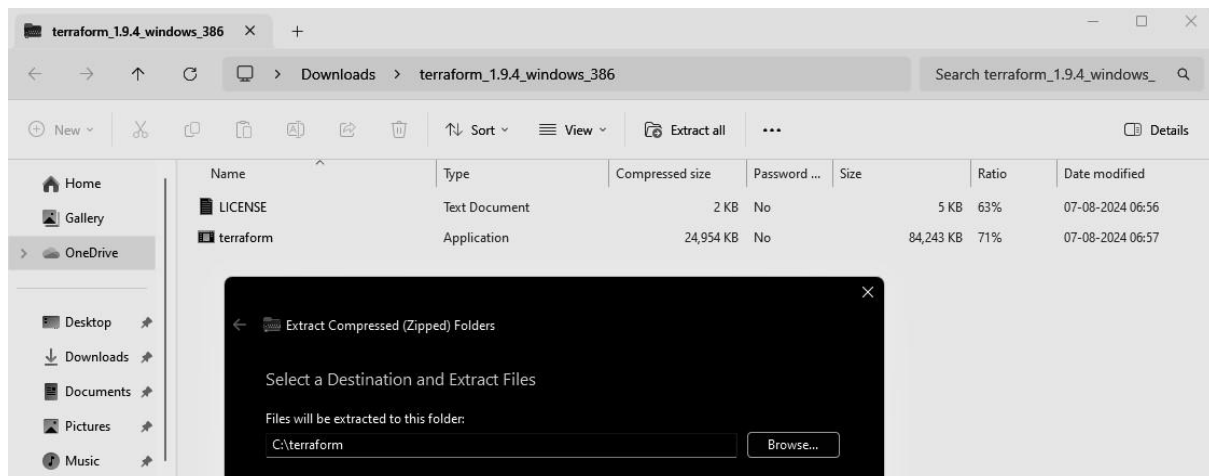 terraform_1.9.4_windows_386
Downloads > terraform_1.9.4_windows_386
Search terraform_1.9.4_windows_
New
Sort
View
Extract all
Details
Name Type Compressed size Password ... Size Ratio Date modified
LICENSE Text Document 2 KB No 5 KB 63% 07-08-2024 06:56
terraform Application 24,954 KB No 84,243 KB 71% 07-08-2024 06:57
Home
Gallery
OneDrive
Desktop
Downloads
Documents
Pictures
Music
Extract Compressed (Zipped) Folders
Select a Destination and Extract Files
Files will be extracted to this folder:
C:\terraform
Browse...